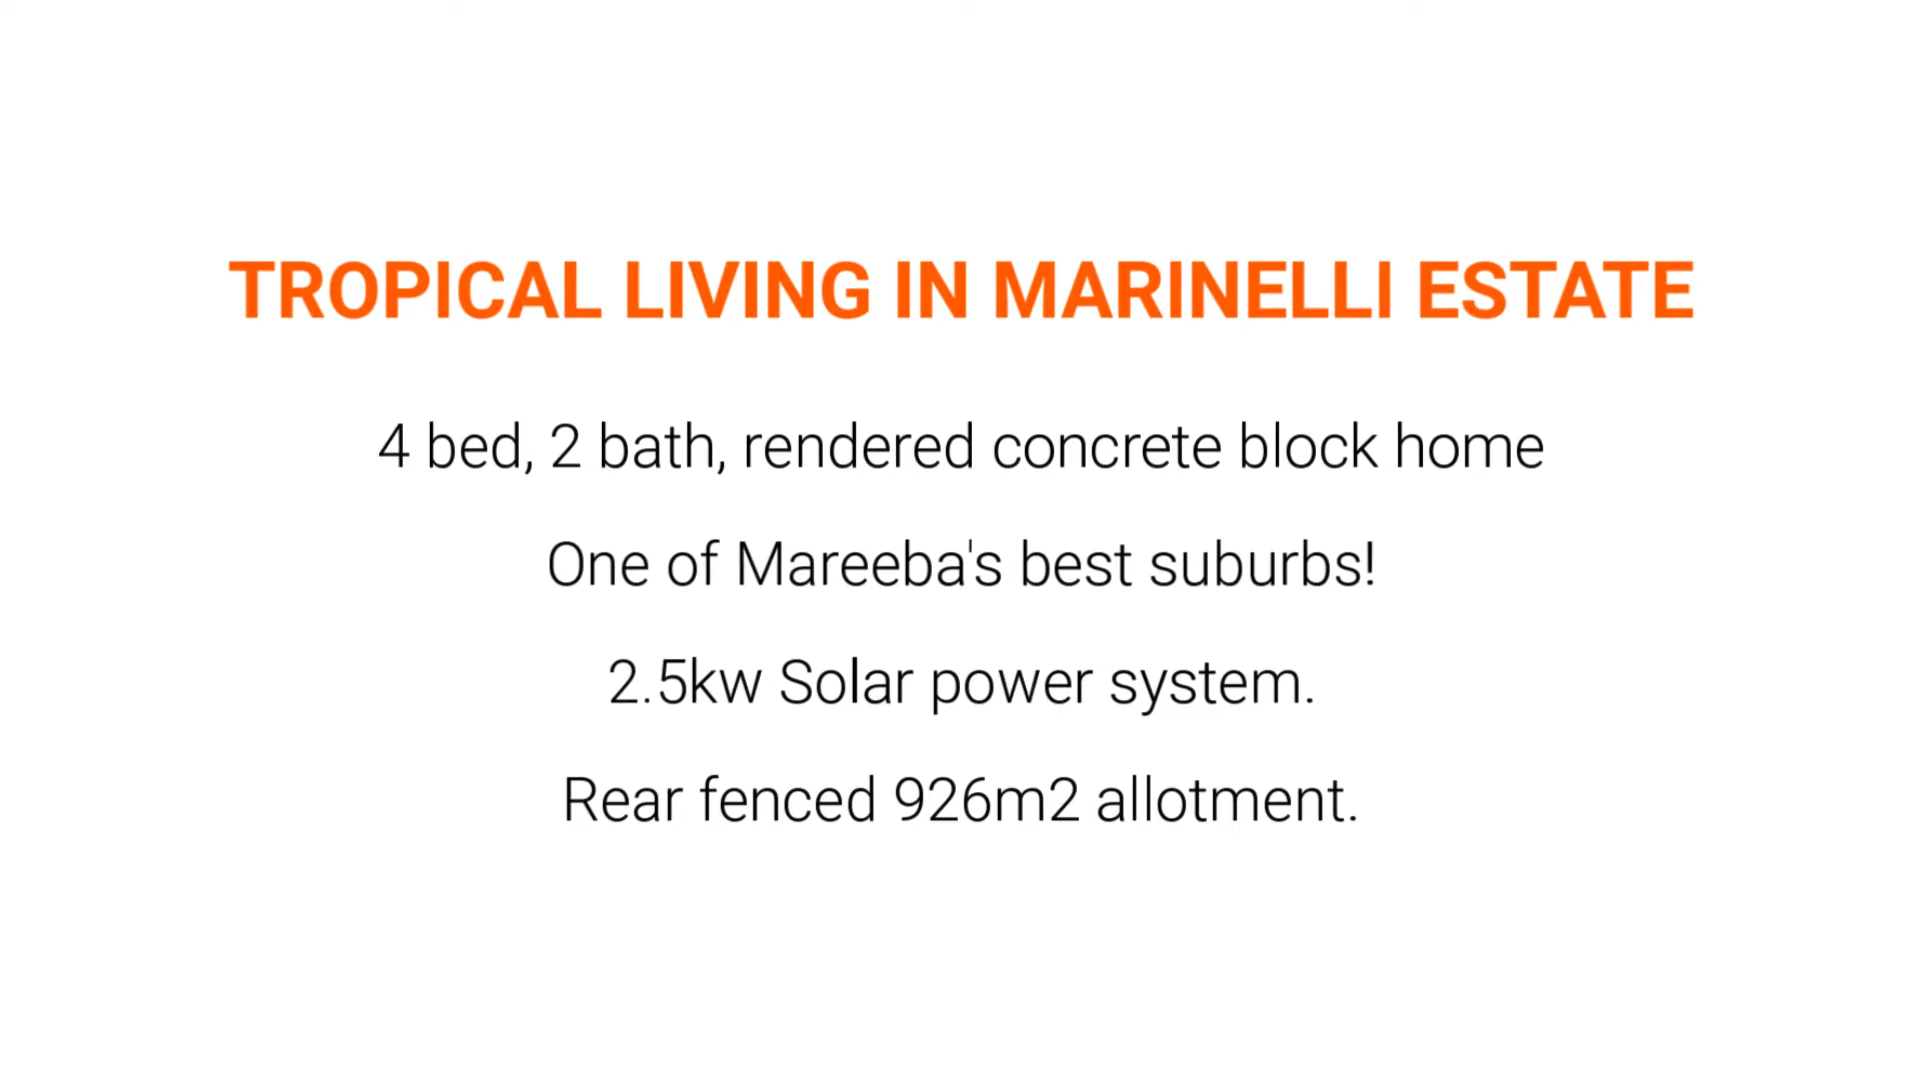 TROPICAL LIVING IN MARINELLI ESTATE
4 bed, 2 bath, rendered concrete block home
One of Mareeba's best suburbs!
2.5kw Solar power system.
Rear fenced 926m2 allotment.